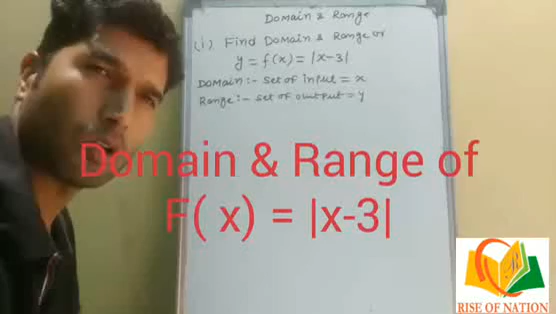 Domain & Range
(1) Find Domain & Range of
y = f(x) = |x-3|
Domain :- Set of input = x
Range :- Set of output = y
Domain & Range of
F( x) = |x-3|
RISE OF NATION